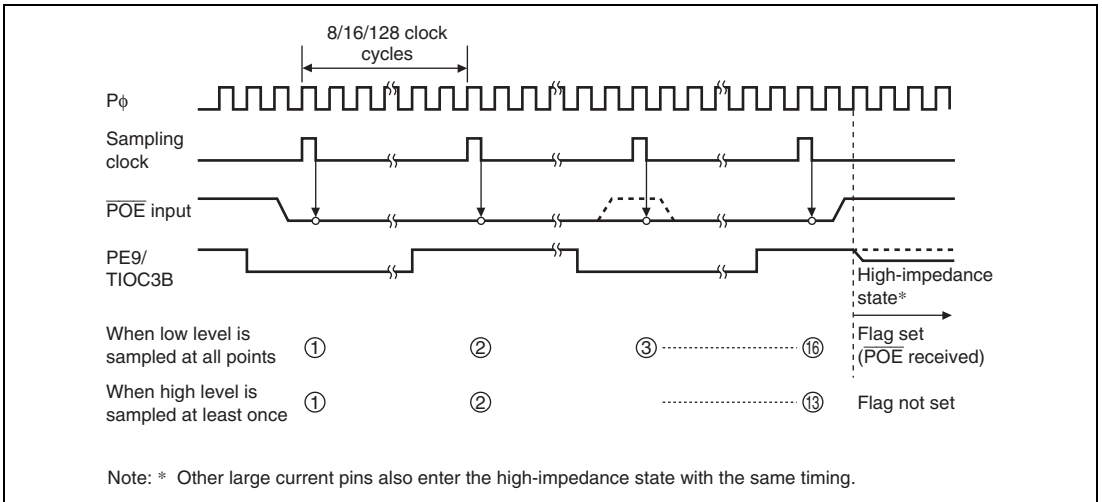 8/16/128 clock
cycles
Pφ
Sampling
clock
P̅O̅E̅ input
PE9/
TIOC3B
High-impedance
state*
When low level is
sampled at all points
① ② ③ ⑯
Flag set
(P̅O̅E̅ received)
When high level is
sampled at least once
① ② ⑬
Flag not set
Note: * Other large current pins also enter the high-impedance state with the same timing.